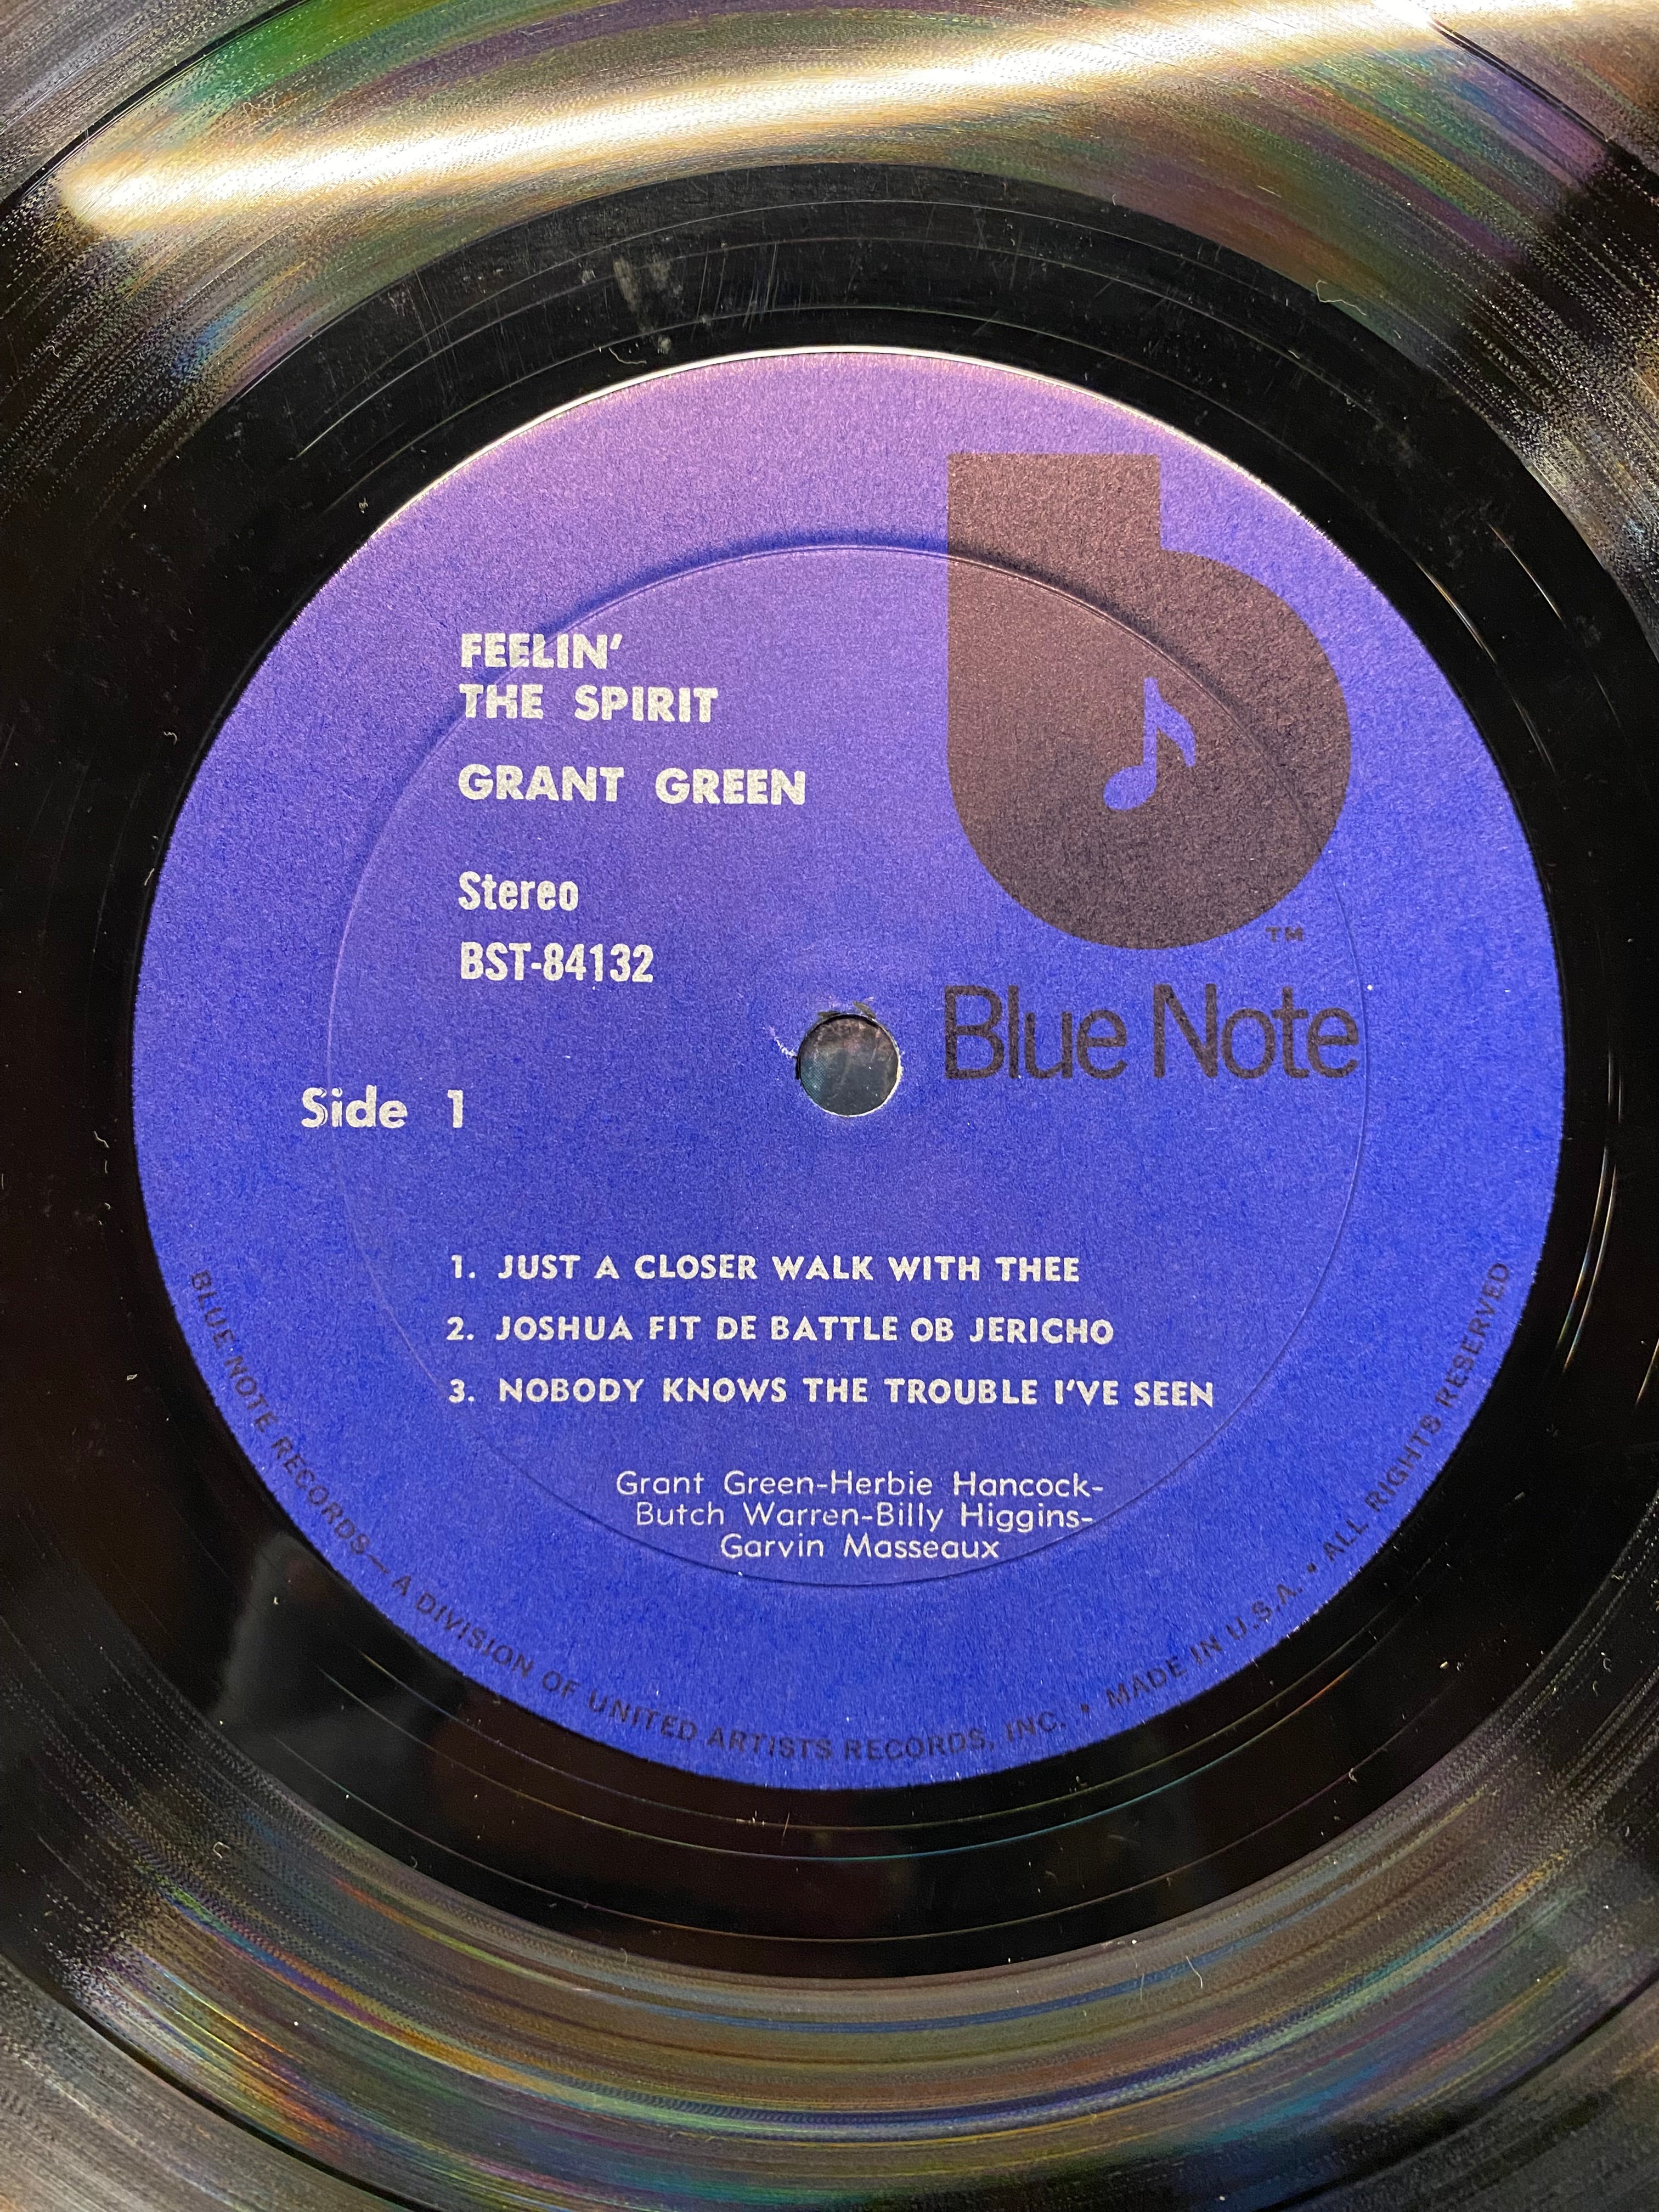 FEELIN'
THE SPIRIT
GRANT GREEN
Stereo
BST-84132
TM
Blue Note
Side 1
1. JUST A CLOSER WALK WITH THEE
2. JOSHUA FIT DE BATTLE OB JERICHO
3. NOBODY KNOWS THE TROUBLE I'VE SEEN
Grant Green-Herbie Hancock-
Butch Warren-Billy Higgins-
Garvin Masseaux
BLUE NOTE RECORDS—A DIVISION OF UNITED ARTISTS RECORDS, INC. • MADE IN U.S.A. • ALL RIGHTS RESERVED